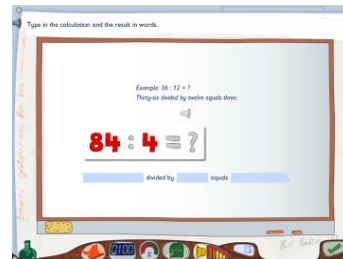 Type in the calculation and the result in words.
Example: 36 : 12 = ?
Thirty-six divided by twelve equals three.
84 : 4 = ?
divided by equals .